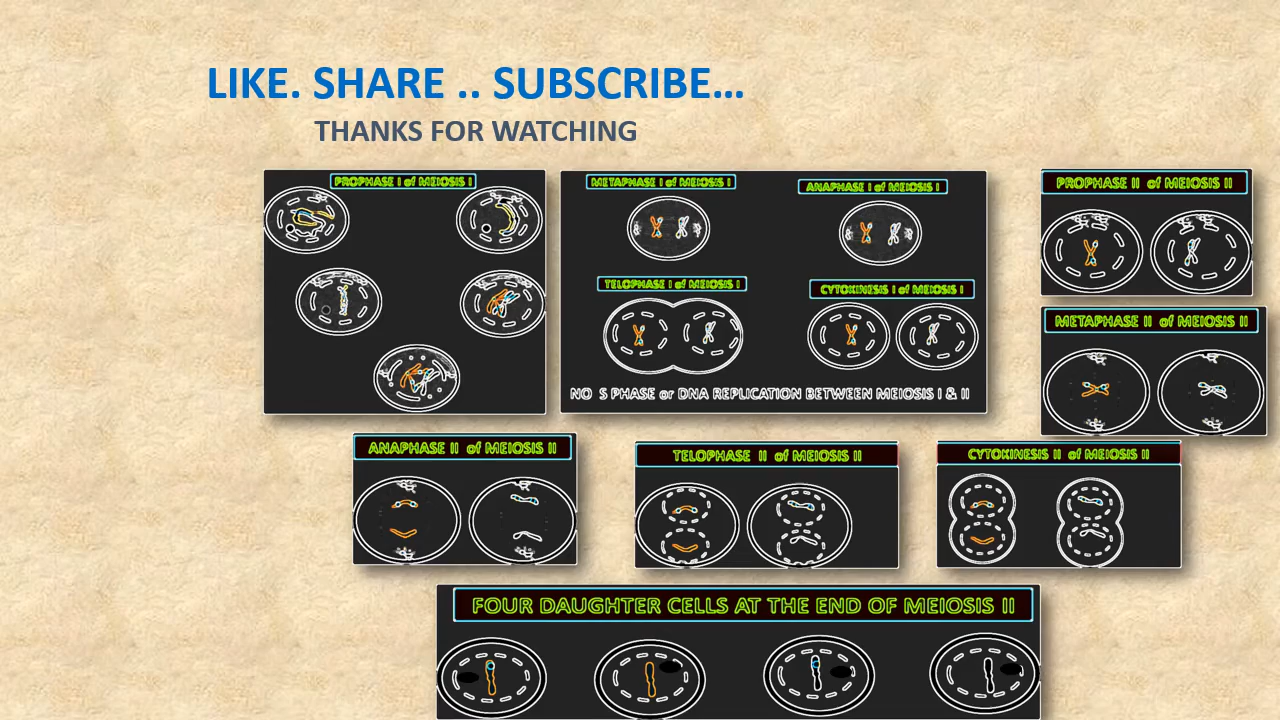 LIKE. SHARE .. SUBSCRIBE...
THANKS FOR WATCHING
PROPHASE I of MEIOSIS I
METAPHASE I of MEIOSIS I
ANAPHASE I of MEIOSIS I
TELOPHASE I of MEIOSIS I
CYTOKINESIS I of MEIOSIS I
NO S PHASE or DNA REPLICATION BETWEEN MEIOSIS I & II
PROPHASE II of MEIOSIS II
METAPHASE II of MEIOSIS II
ANAPHASE II of MEIOSIS II
TELOPHASE II of MEIOSIS II
CYTOKINESIS II of MEIOSIS II
FOUR DAUGHTER CELLS AT THE END OF MEIOSIS II